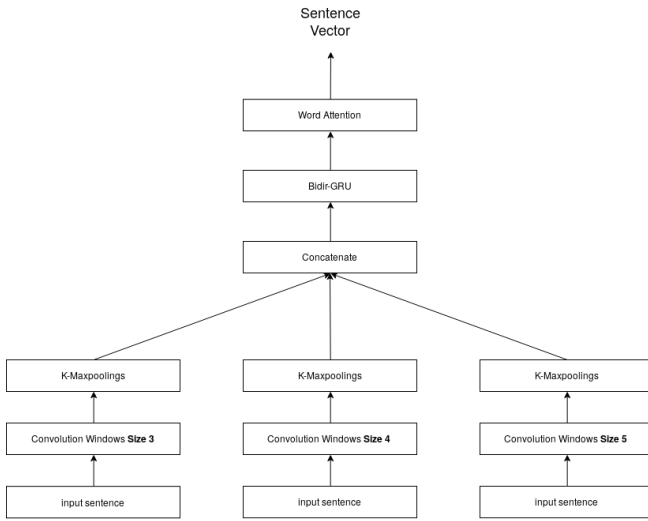 Sentence
Vector
Word Attention
Bidir-GRU
Concatenate
K-Maxpoolings
K-Maxpoolings
K-Maxpoolings
Convolution Windows Size 3
Convolution Windows Size 4
Convolution Windows Size 5
input sentence
input sentence
input sentence